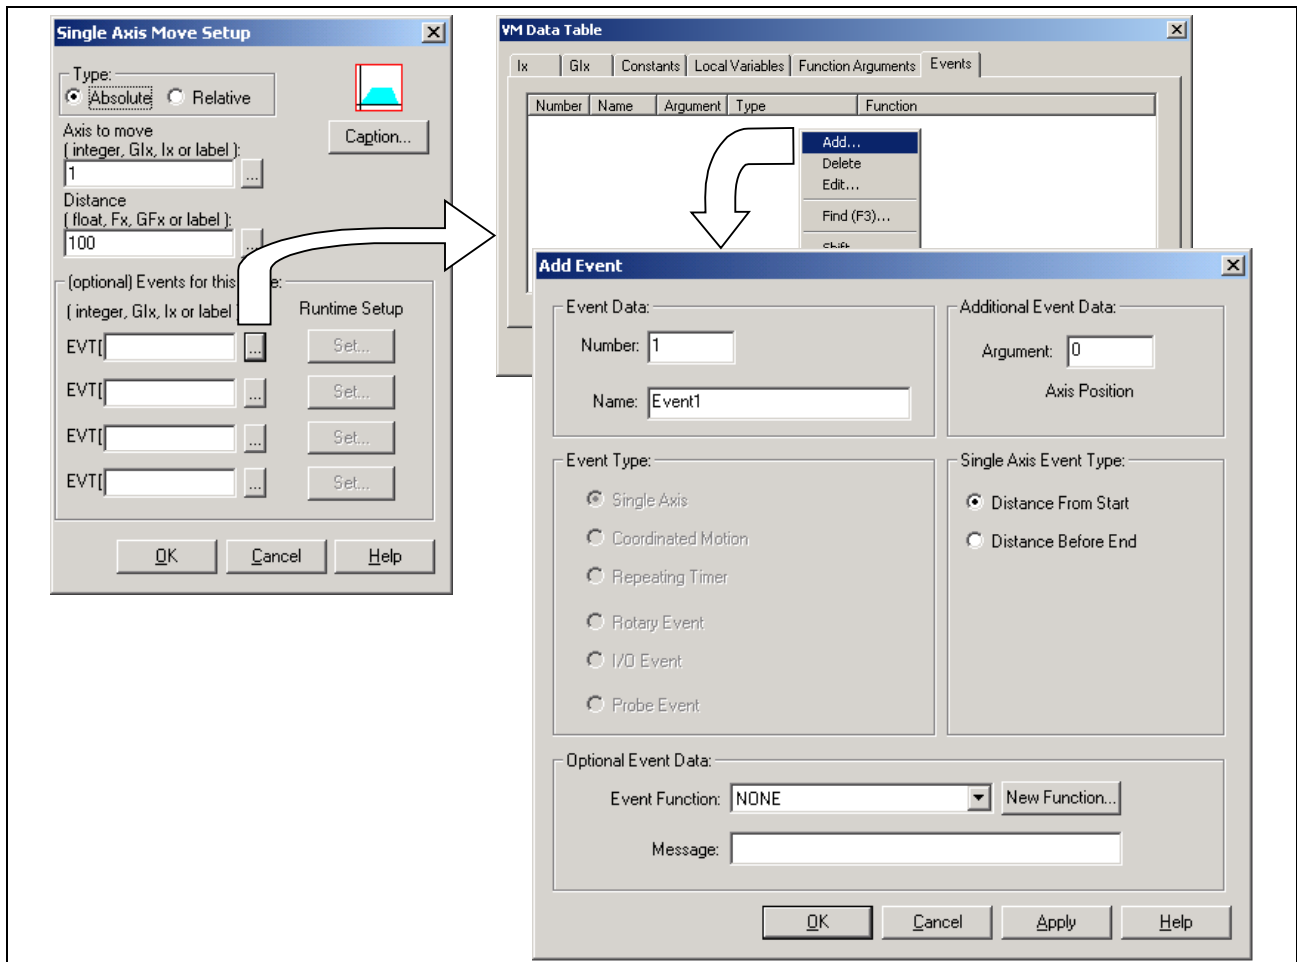 Single Axis Move Setup
Type:
Absolute Relative
Caption...
Axis to move
( integer, GIx, Ix or label ):
1
...
Distance
( float, Fx, GFx or label ):
100
...
(optional) Events for this e:
( integer, GIx, Ix or label )
Runtime Setup
EVT[ ... Set...
EVT[ ... Set...
EVT[ ... Set...
EVT[ ... Set...
OK Cancel Help
VM Data Table
Ix GIx Constants Local Variables Function Arguments Events
Number Name Argument Type Function
Add...
Delete
Edit...
Find (F3)...
Shift
Add Event
Event Data:
Number: 1
Name: Event1
Additional Event Data:
Argument: 0
Axis Position
Event Type:
Single Axis
Coordinated Motion
Repeating Timer
Rotary Event
I/O Event
Probe Event
Single Axis Event Type:
Distance From Start
Distance Before End
Optional Event Data:
Event Function: NONE New Function...
Message:
OK Cancel Apply Help